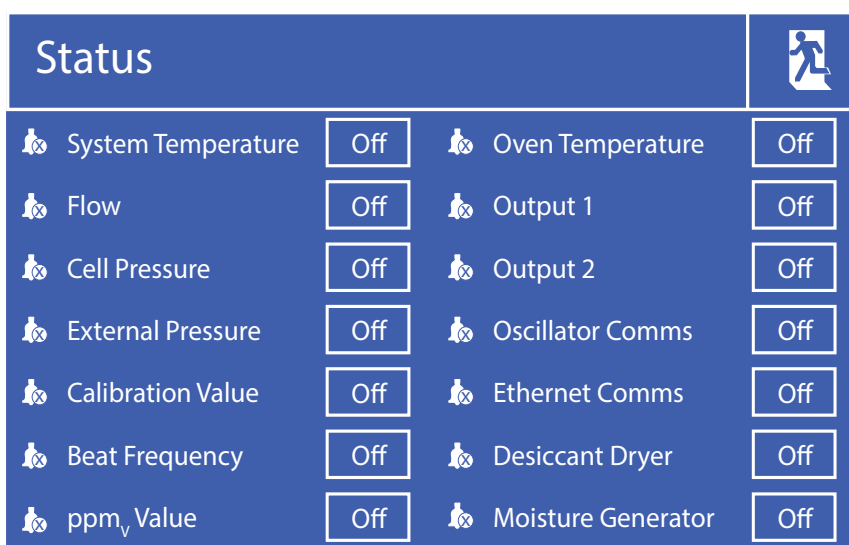 Status
System Temperature Off Oven Temperature Off
Flow Off Output 1 Off
Cell Pressure Off Output 2 Off
External Pressure Off Oscillator Comms Off
Calibration Value Off Ethernet Comms Off
Beat Frequency Off Desiccant Dryer Off
ppmV Value Off Moisture Generator Off